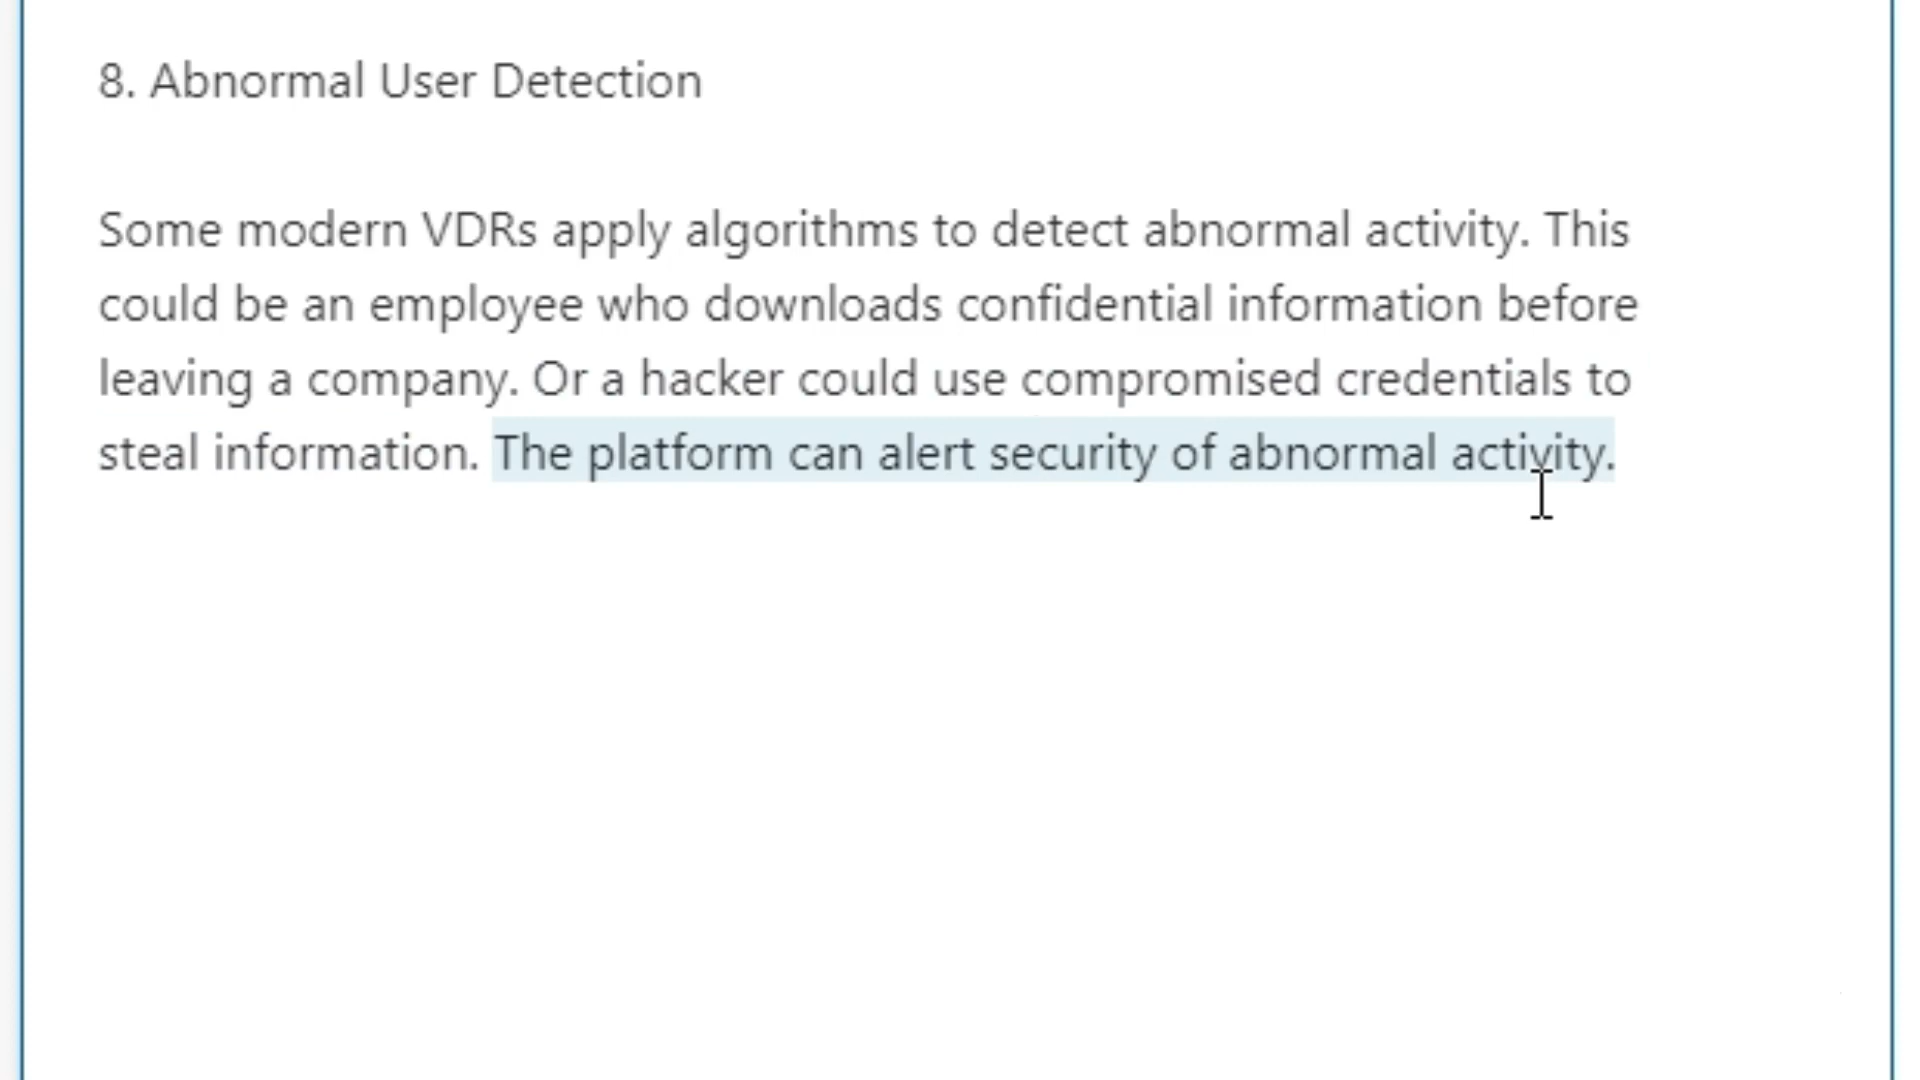 8. Abnormal User Detection
Some modern VDRs apply algorithms to detect abnormal activity. This
could be an employee who downloads confidential information before
leaving a company. Or a hacker could use compromised credentials to
steal information. The platform can alert security of abnormal activity.